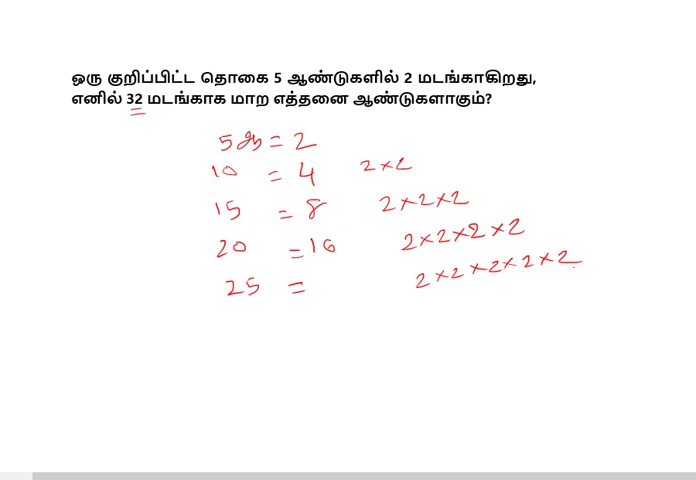 ஒரு குறிப்பிட்ட தொகை 5 ஆண்டுகளில் 2 மடங்காகிறது,
எனில் 32 மடங்காக மாற எத்தனை ஆண்டுகளாகும்?
5ஆ = 2
10 = 4 2×2
15 = 8 2×2×2
20 = 16 2×2×2×2
25 = 2×2×2×2×2